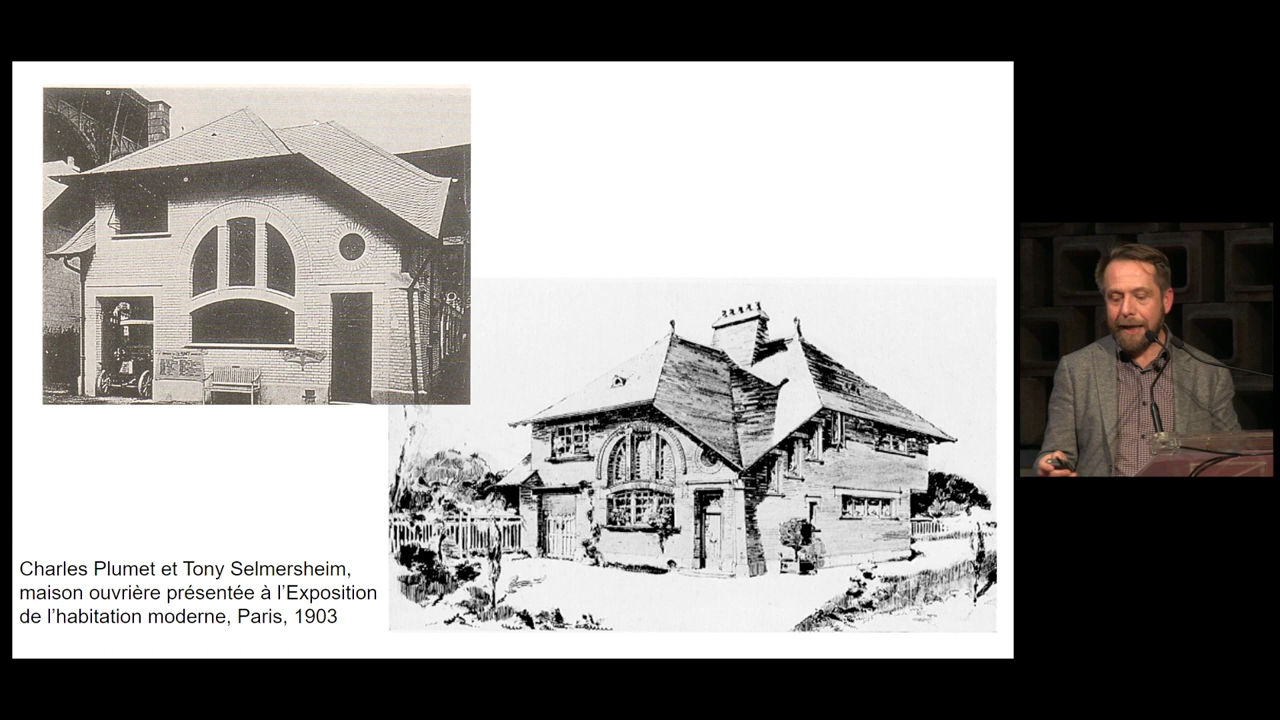 Charles Plumet et Tony Selmersheim,
maison ouvrière présentée à l’Exposition
de l’habitation moderne, Paris, 1903